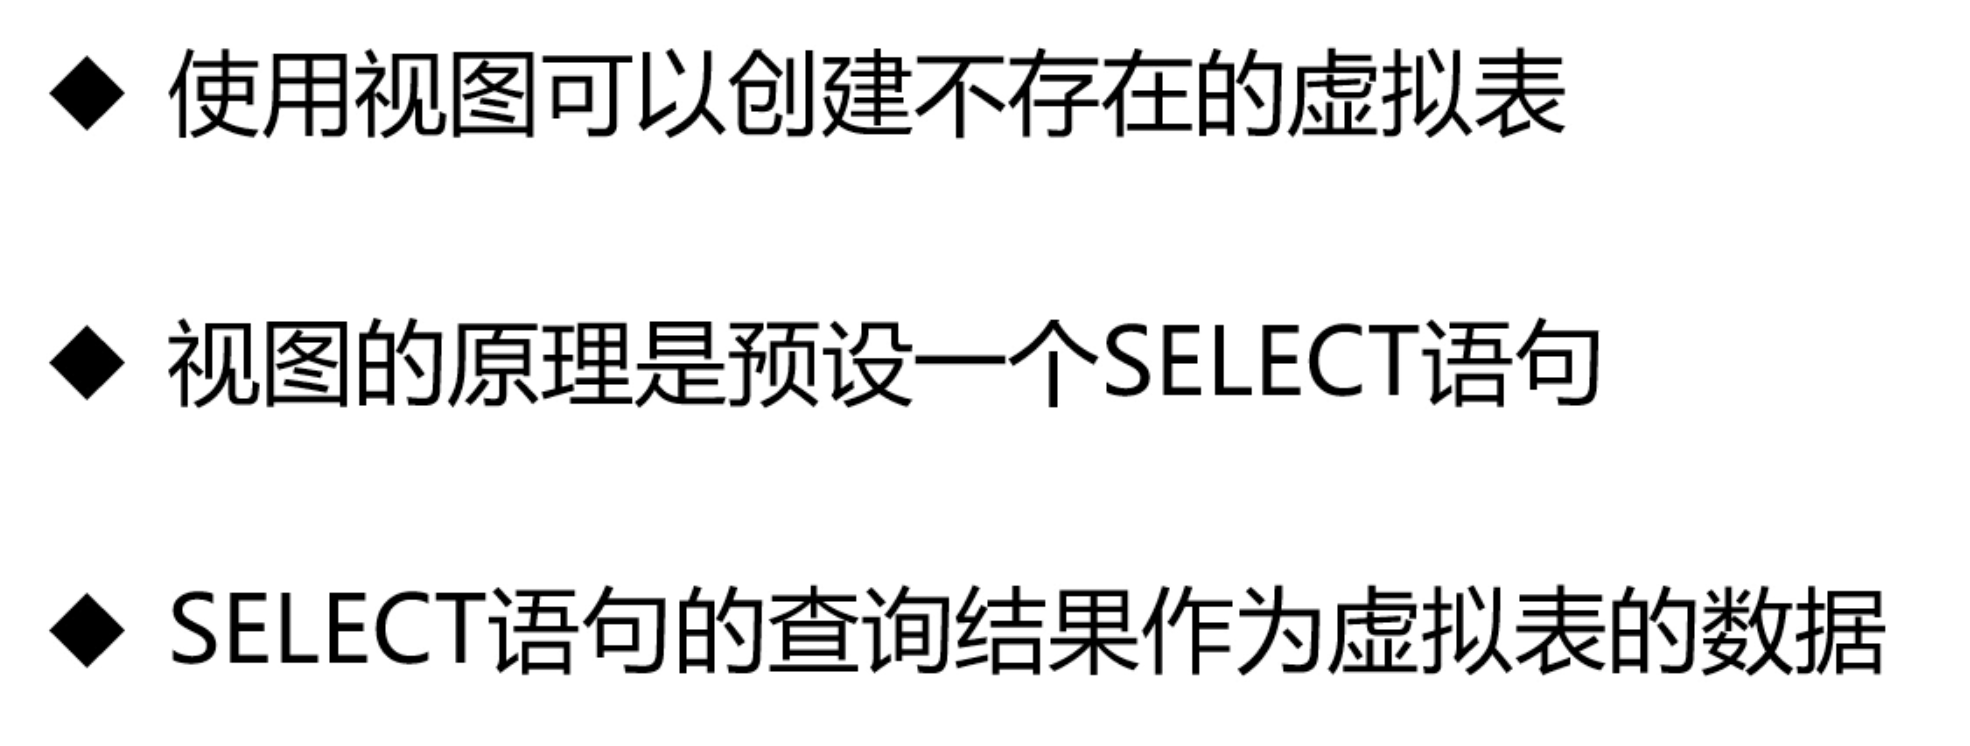 ◆ 使用视图可以创建不存在的虚拟表
◆ 视图的原理是预设一个SELECT语句
◆ SELECT语句的查询结果作为虚拟表的数据